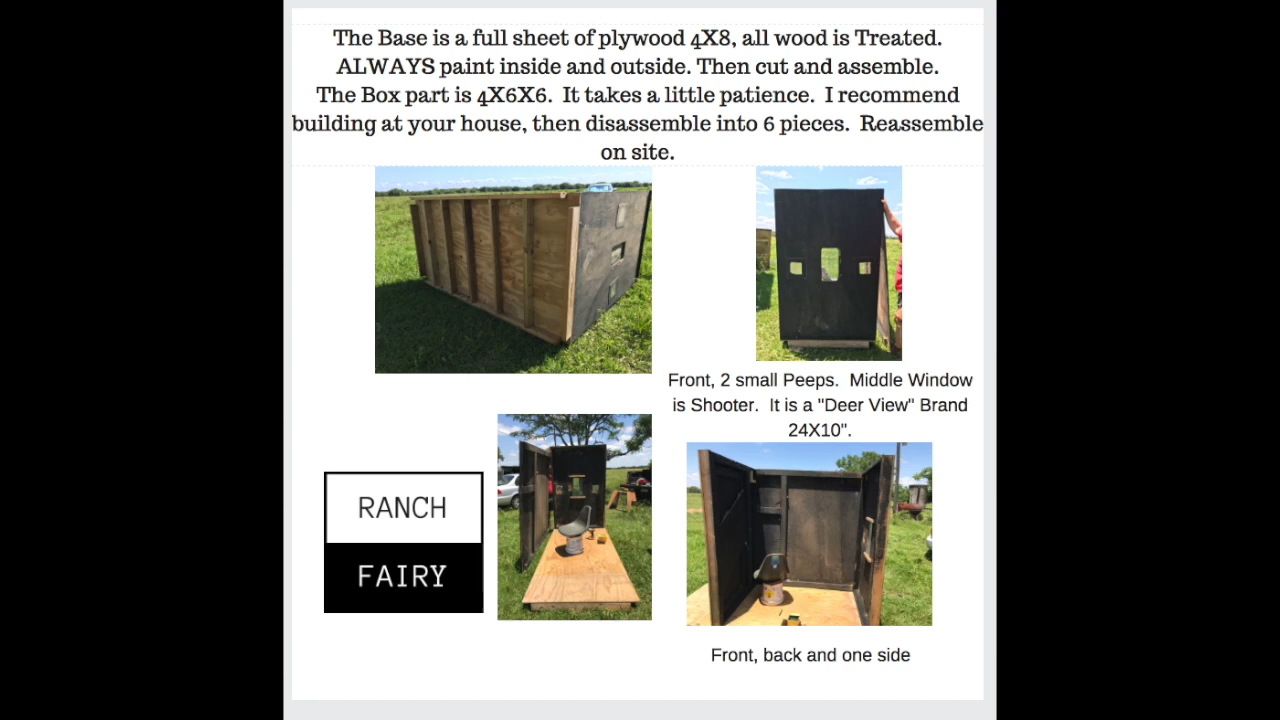 The Base is a full sheet of plywood 4X8, all wood is Treated.
ALWAYS paint inside and outside. Then cut and assemble.
The Box part is 4X6X6.  It takes a little patience.  I recommend
building at your house, then disassemble into 6 pieces.  Reassemble
on site.
Front, 2 small Peeps.  Middle Window
is Shooter.  It is a "Deer View" Brand
24X10".
RANCH
FAIRY
Front, back and one side